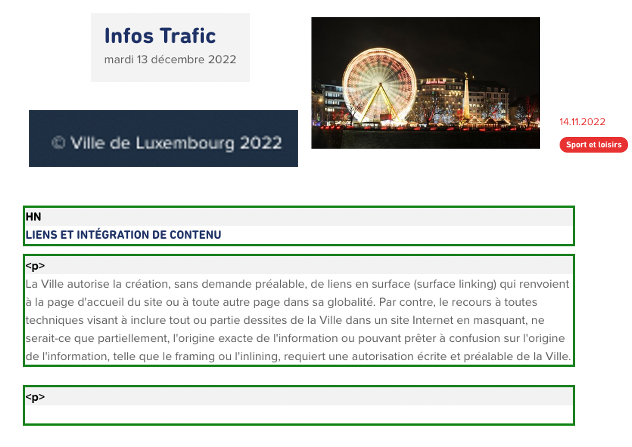 Infos Trafic
mardi 13 décembre 2022
© Ville de Luxembourg 2022
14.11.2022
Sport et loisirs
HN
LIENS ET INTÉGRATION DE CONTENU
<p>
La Ville autorise la création, sans demande préalable, de liens en surface (surface linking) qui renvoient
à la page d'accueil du site ou à toute autre page dans sa globalité. Par contre, le recours à toutes
techniques visant à inclure tout ou partie dessites de la Ville dans un site Internet en masquant, ne
serait-ce que partiellement, l'origine exacte de l'information ou pouvant prêter à confusion sur l'origine
de l'information, telle que le framing ou l'inlining, requiert une autorisation écrite et préalable de la Ville.
<p>